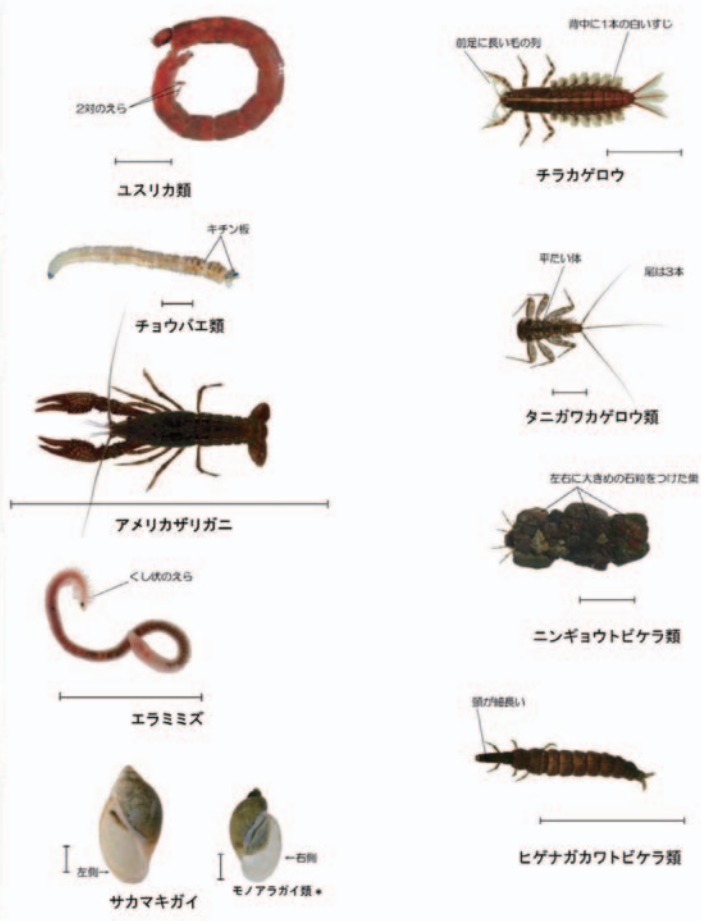 2対のえら
ユスリカ類
キチン板
チョウバエ類
アメリカザリガニ
くし状のえら
エラミミズ
左側→
サカマキガイ
←右側
モノアラガイ類 *
背中に1本の白いすじ
前足に長い毛の列
チラカゲロウ
平たい体
尾は3本
タニガワカゲロウ類
左右に大きめの石粒をつけた巣
ニンギョウトビケラ類
頭が細長い
ヒゲナガカワトビケラ類